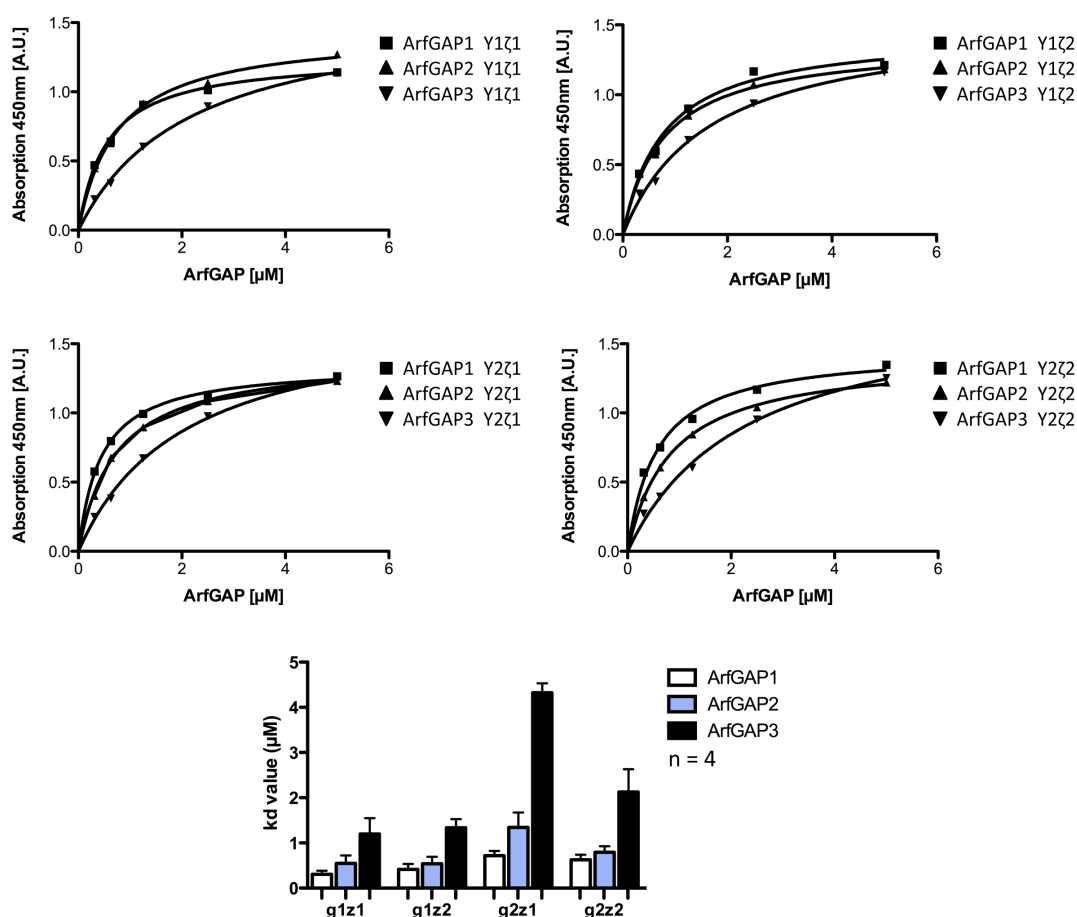 Absorption 450nm [A.U.]
1.5
1.0
0.5
0.0
0 2 4 6
ArfGAP [µM]
ArfGAP1 Y1ζ1
ArfGAP2 Y1ζ1
ArfGAP3 Y1ζ1
Absorption 450nm [A.U.]
1.5
1.0
0.5
0.0
0 2 4 6
ArfGAP [µM]
ArfGAP1 Y1ζ2
ArfGAP2 Y1ζ2
ArfGAP3 Y1ζ2
Absorption 450nm [A.U.]
1.5
1.0
0.5
0.0
0 2 4 6
ArfGAP [µM]
ArfGAP1 Y2ζ1
ArfGAP2 Y2ζ1
ArfGAP3 Y2ζ1
Absorption 450nm [A.U.]
1.5
1.0
0.5
0.0
0 2 4 6
ArfGAP [µM]
ArfGAP1 Y2ζ2
ArfGAP2 Y2ζ2
ArfGAP3 Y2ζ2
kd value (µM)
5
4
3
2
1
0
g1z1 g1z2 g2z1 g2z2
ArfGAP1
ArfGAP2
ArfGAP3
n = 4